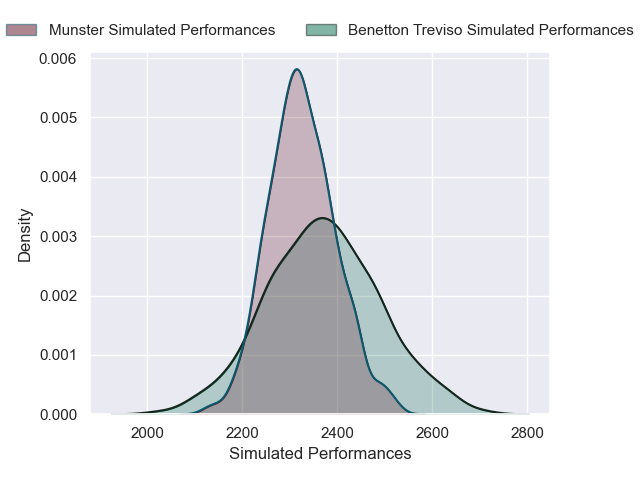 Munster Simulated Performances Benetton Treviso Simulated Performances
0.006
0.005
0.004
0.003
0.002
0.001
0.000
Density
2000 2200 2400 2600 2800
Simulated Performances